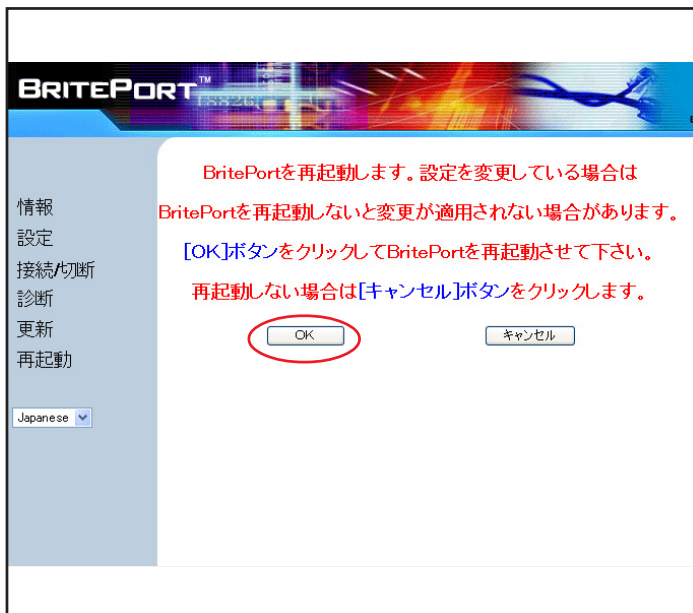 BRITEPORT™
BritePortを再起動します。設定を変更している場合は
BritePortを再起動しないと変更が適用されない場合があります。
[OK]ボタンをクリックしてBritePortを再起動させて下さい。
再起動しない場合は[キャンセル]ボタンをクリックします。
OK
キャンセル
情報
設定
接続/切断
診断
更新
再起動
Japanese